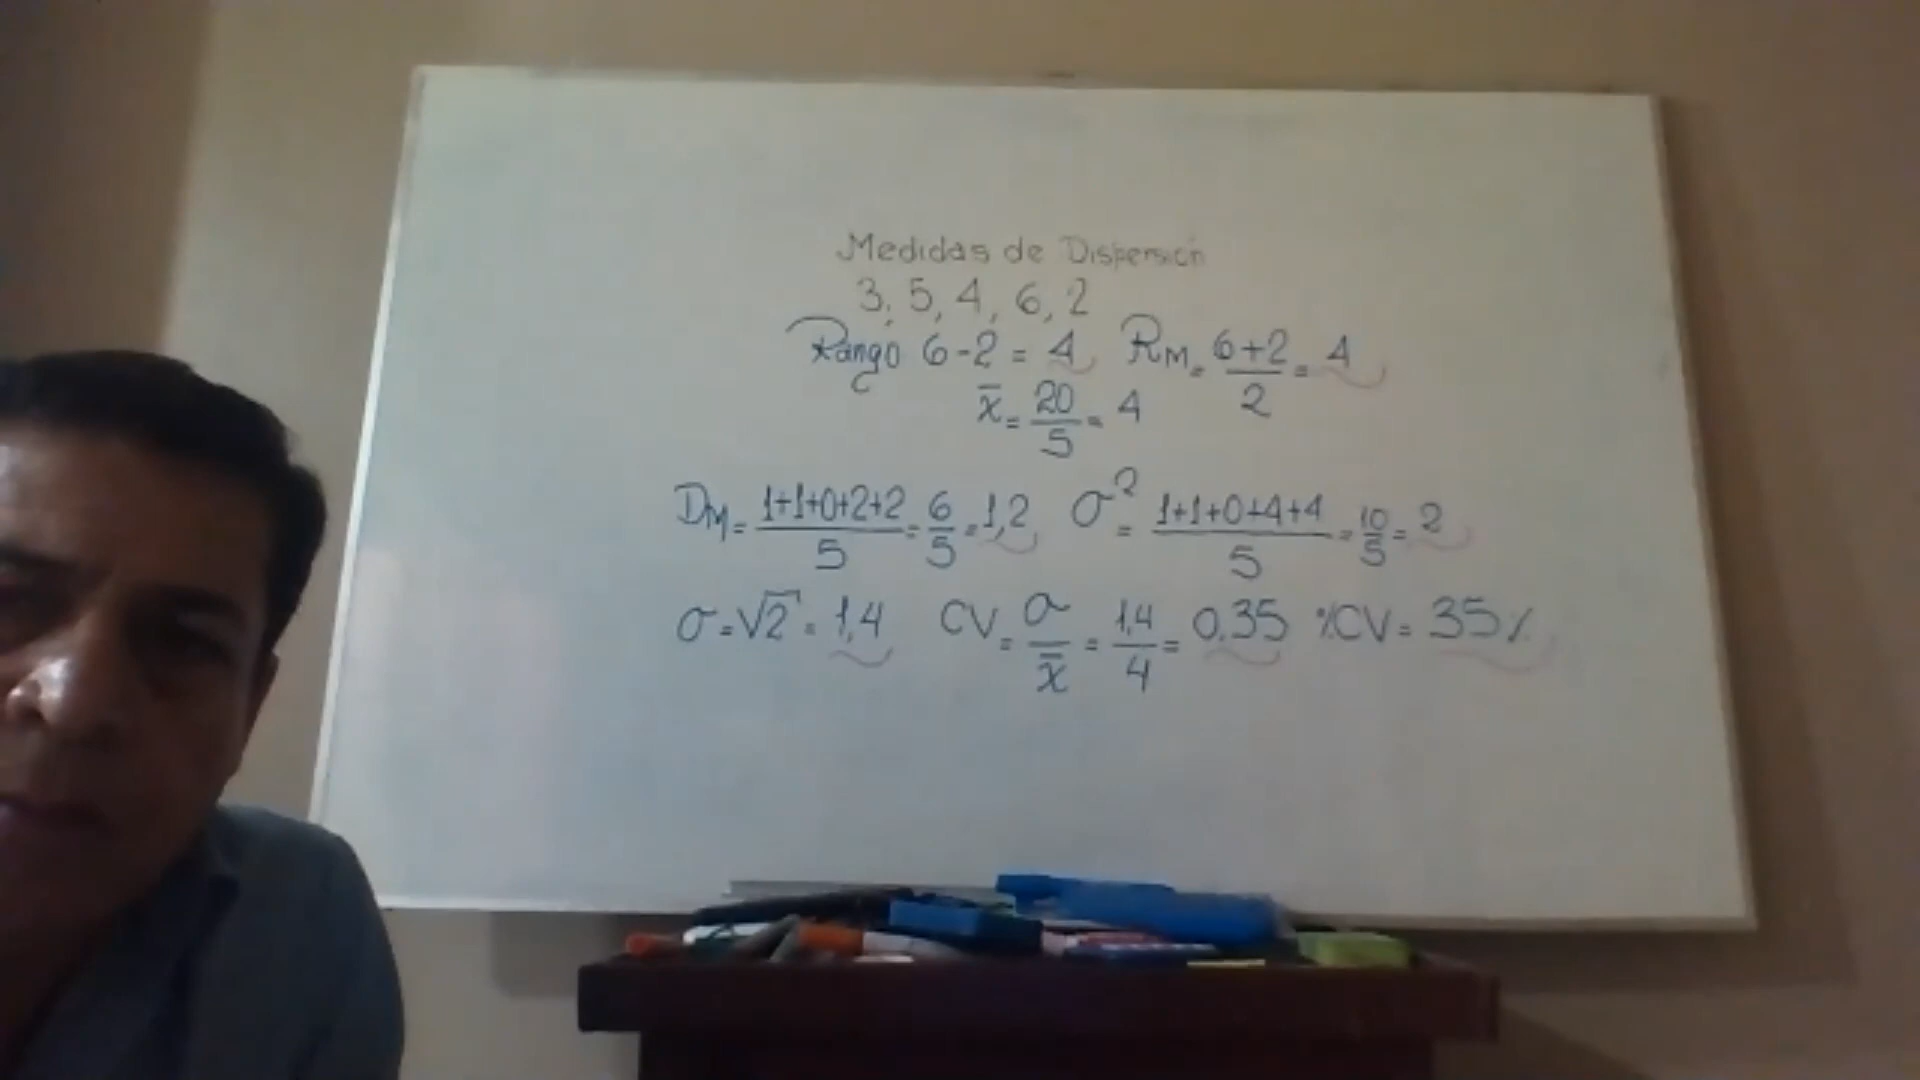 Medidas de Dispersión
3, 5, 4, 6, 2
Rango 6-2 = 4 RM = 6+2/2 = 4
x̄ = 20/5 = 4
DM = 1+1+0+2+2/5 = 6/5 = 1,2 σ² = 1+1+0+4+4/5 = 10/5 = 2
σ = √2 = 1,4 CV = σ/x̄ = 1,4/4 = 0,35 %CV = 35%